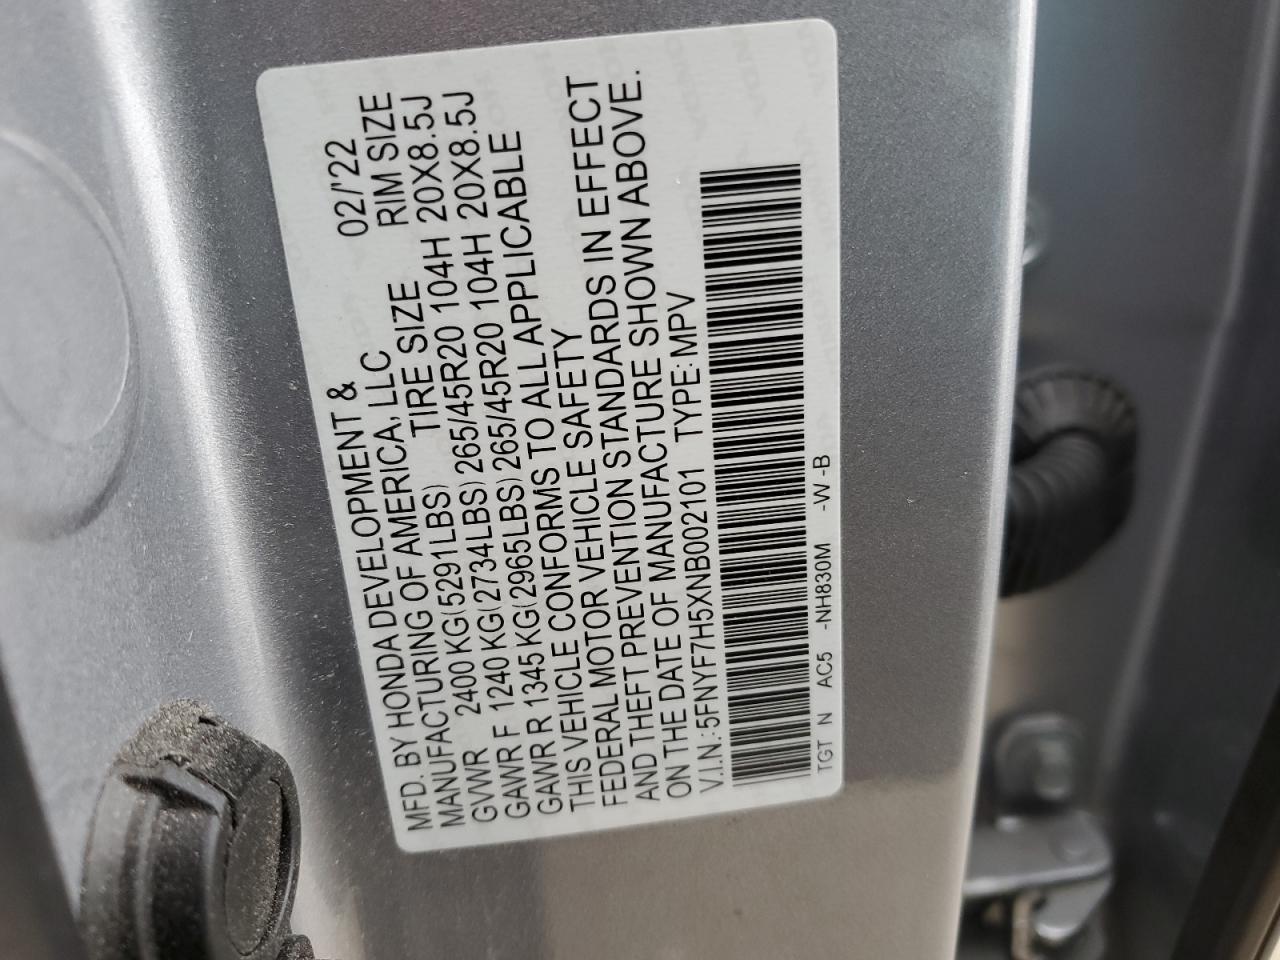 MFD. BY HONDA DEVELOPMENT & 02/'22
MANUFACTURING OF AMERICA, LLC RIM SIZE
GVWR 2400 KG(5291LBS) TIRE SIZE
GAWR F 1240 KG(2734LBS) 265/45R20 104H 20X8.5J
GAWR R 1345 KG(2965LBS) 265/45R20 104H 20X8.5J
THIS VEHICLE CONFORMS TO ALL APPLICABLE
FEDERAL MOTOR VEHICLE SAFETY
AND THEFT PREVENTION STANDARDS IN EFFECT
ON THE DATE OF MANUFACTURE SHOWN ABOVE.
V.I.N.: 5FNYF7H5XNB002101 TYPE: MPV
TGT N AC5 -NH830M -W -B